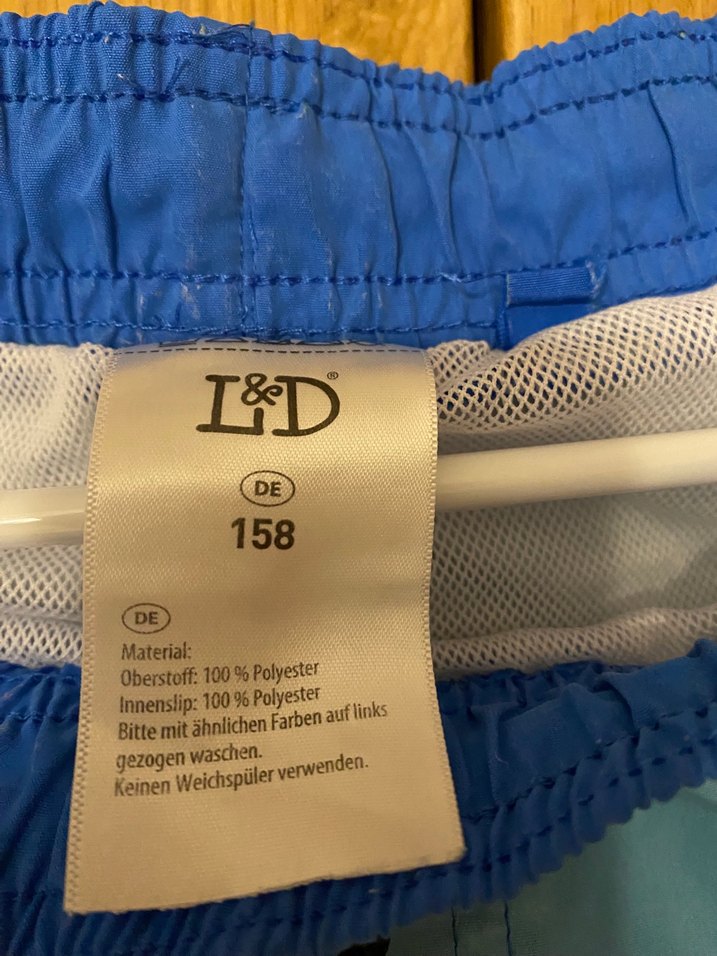 L&D®
DE
158
DE
Material:
Oberstoff: 100 % Polyester
Innenslip: 100 % Polyester
Bitte mit ähnlichen Farben auf links
gezogen waschen.
Keinen Weichspüler verwenden.